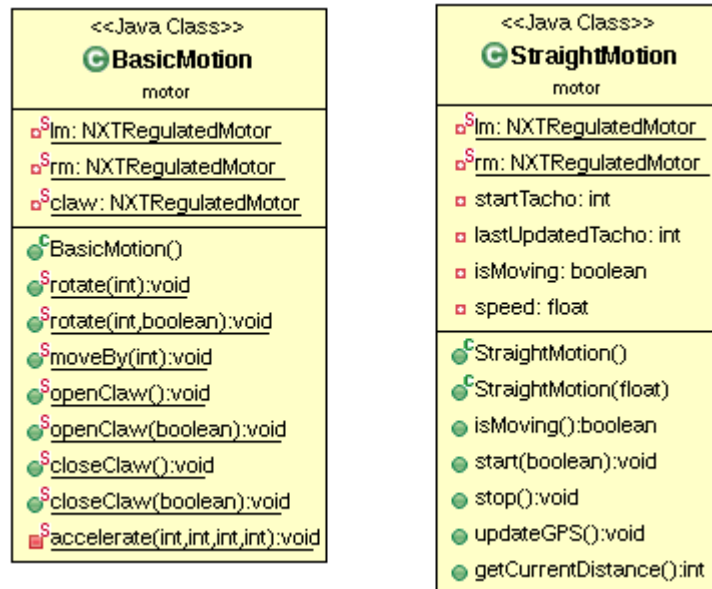 <<Java Class>>
BasicMotion
motor
lm: NXTRegulatedMotor
rm: NXTRegulatedMotor
claw: NXTRegulatedMotor
BasicMotion()
rotate(int):void
rotate(int,boolean):void
moveBy(int):void
openClaw():void
openClaw(boolean):void
closeClaw():void
closeClaw(boolean):void
accelerate(int,int,int,int):void
<<Java Class>>
StraightMotion
motor
lm: NXTRegulatedMotor
rm: NXTRegulatedMotor
startTacho: int
lastUpdatedTacho: int
isMoving: boolean
speed: float
StraightMotion()
StraightMotion(float)
isMoving():boolean
start(boolean):void
stop():void
updateGPS():void
getCurrentDistance():int